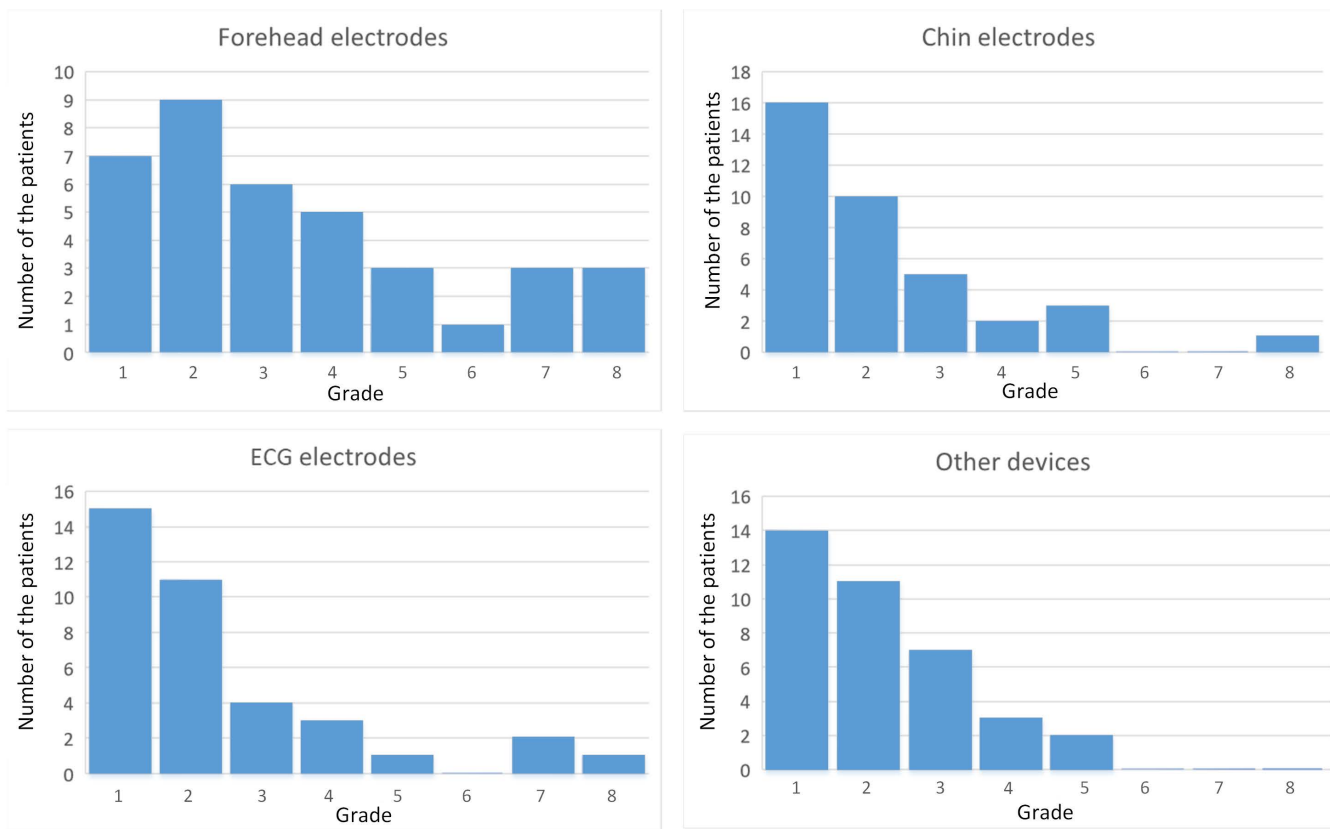 Forehead electrodes
Number of the patients
10
9
8
7
6
5
4
3
2
1
0
1 2 3 4 5 6 7 8
Grade
Chin electrodes
Number of the patients
18
16
14
12
10
8
6
4
2
0
1 2 3 4 5 6 7 8
Grade
ECG electrodes
Number of the patients
16
14
12
10
8
6
4
2
0
1 2 3 4 5 6 7 8
Grade
Other devices
Number of the patients
16
14
12
10
8
6
4
2
0
1 2 3 4 5 6 7 8
Grade